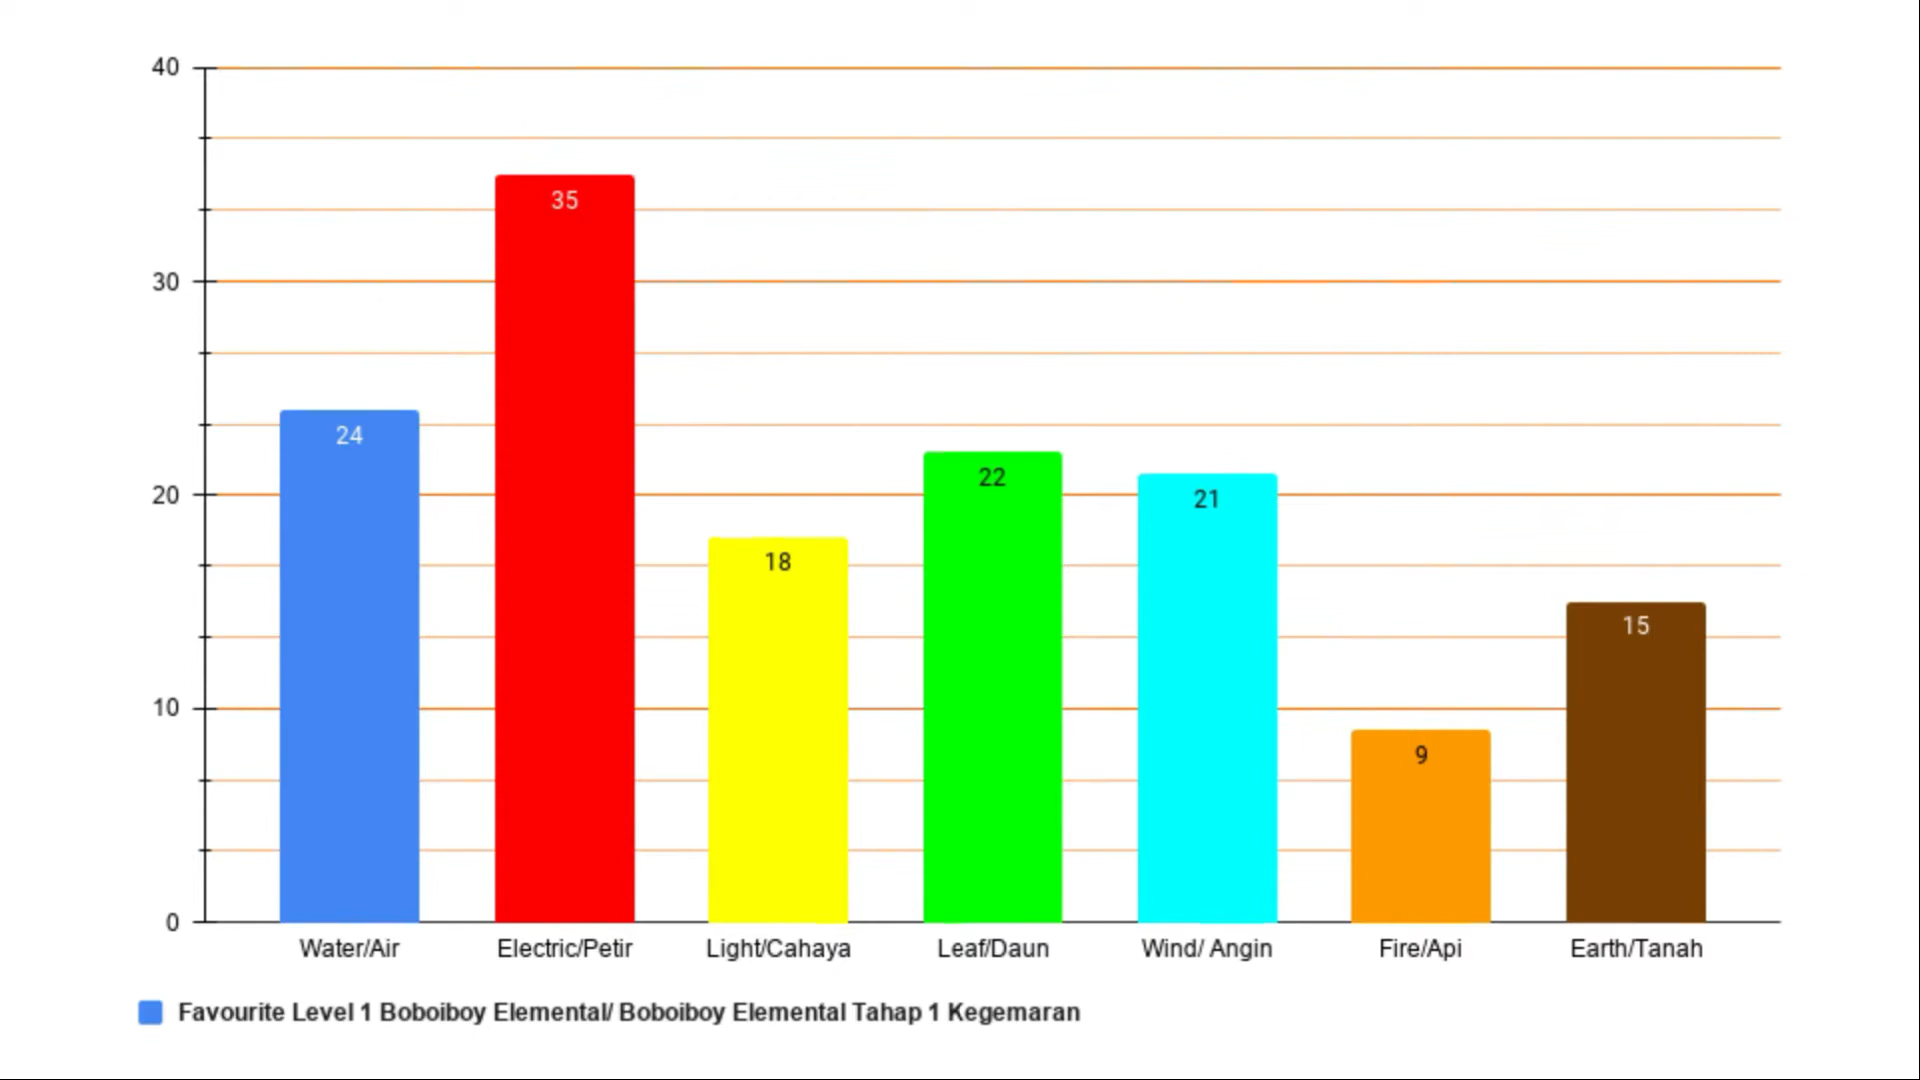 40
35
30
24
22
20
21
18
15
10
9
0
Water/Air
Electric/Petir
Light/Cahaya
Leaf/Daun
Wind/ Angin
Fire/Api
Earth/Tanah
Favourite Level 1 Boboiboy Elemental/ Boboiboy Elemental Tahap 1 Kegemaran